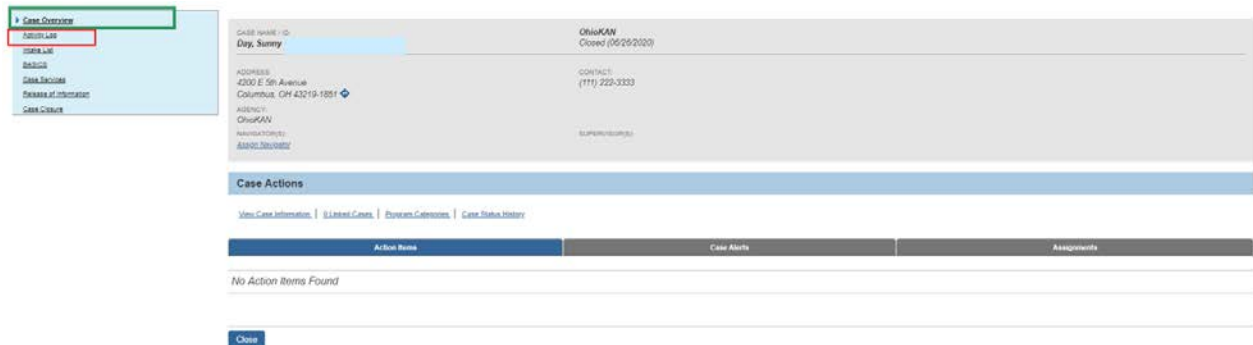 Case Overview
Activity Log
Intake List
BASICS
Case Services
Release of Information
Case Closure
CASE NAME / ID:
Day, Sunny
OhioKAN
Closed (06/26/2020)
ADDRESS:
4200 E 5th Avenue
Columbus, OH 43219-1851
CONTACT:
(111) 222-3333
AGENCY:
OhioKAN
NAVIGATOR(S):
Assign Navigator
SUPERVISOR(S):
Case Actions
View Case Information | 0 Linked Cases | Program Categories | Case Status History
Action Items Case Alerts Assignments
No Action Items Found
Close